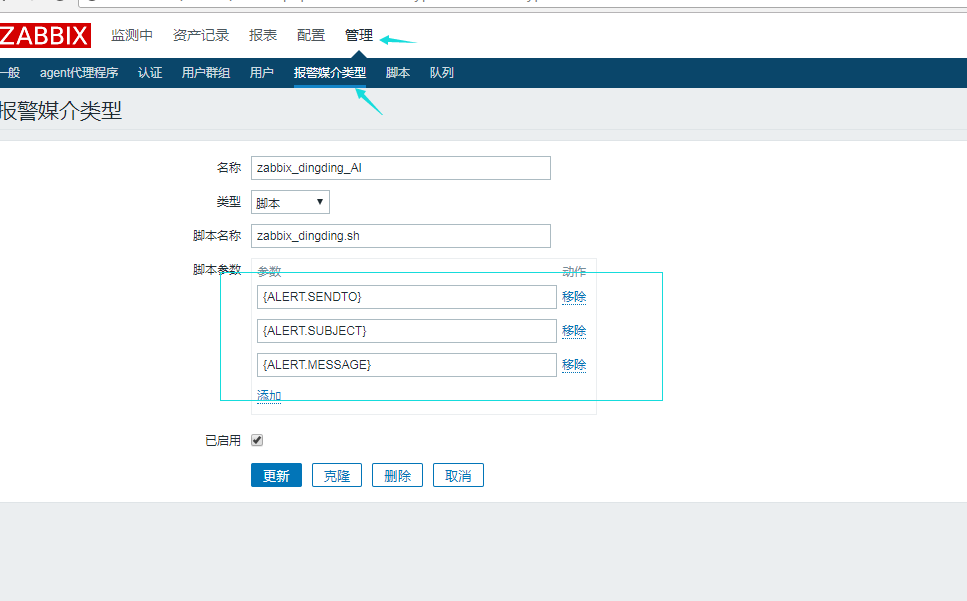 ZABBIX 监测中 资产记录 报表 配置 管理
一般 agent代理程序 认证 用户群组 用户 报警媒介类型 脚本 队列
报警媒介类型
名称 zabbix_dingding_AI
类型 脚本
脚本名称 zabbix_dingding.sh
脚本参数 参数 动作
{ALERT.SENDTO} 移除
{ALERT.SUBJECT} 移除
{ALERT.MESSAGE} 移除
添加
已启用
更新 克隆 删除 取消